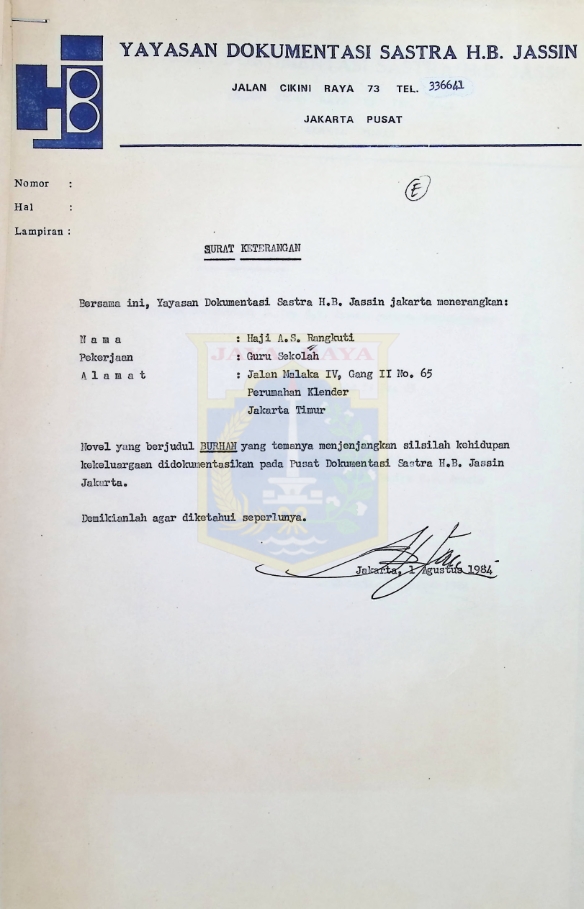 YAYASAN DOKUMENTASI SASTRA H.B. JASSIN
JALAN CIKINI RAYA 73 TEL. 336641
JAKARTA PUSAT
Nomor :
Hal :
Lampiran :
E
SURAT KETERANGAN
Bersama ini, Yayasan Dokumentasi Sastra H.B. Jassin jakarta menerangkan:
N a m a : Haji A.S. Rangkuti
Pekerjaan : Guru Sekolah
A l a m a t : Jalan Malaka IV, Gang II No. 65
Perumahan Klender
Jakarta Timur
Novel yang berjudul BURHAN yang temanya menjenjangkan silsilah kehidupan
kekeluargaan didokumentasikan pada Pusat Dokumentasi Sastra H.B. Jassin
Jakarta.
Demikianlah agar diketahui seperlunya.
Jakarta, 1 Agustus 1984
JAYA RAYA